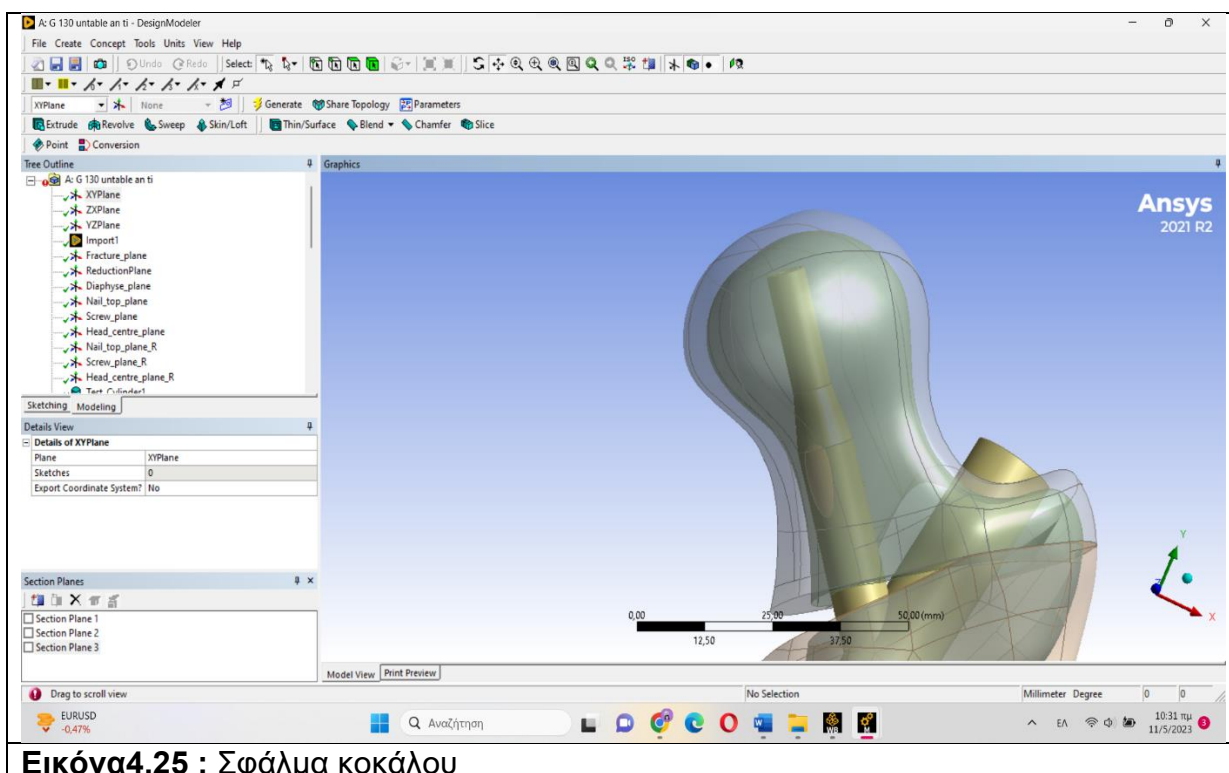 A: G 130 untable an ti - DesignModeler
File Create Concept Tools Units View Help
Undo Redo Select:
XYPlane None Generate Share Topology Parameters
Extrude Revolve Sweep Skin/Loft Thin/Surface Blend Chamfer Slice
Point Conversion
Tree Outline
A: G 130 untable an ti
XYPlane
ZXPlane
YZPlane
Import1
Fracture_plane
ReductionPlane
Diaphyse_plane
Nail_top_plane
Screw_plane
Head_centre_plane
Nail_top_plane_R
Screw_plane_R
Head_centre_plane_R
Sketching Modeling
Details View
Details of XYPlane
Plane XYPlane
Sketches 0
Export Coordinate System? No
Section Planes
Section Plane 1
Section Plane 2
Section Plane 3
Graphics
Ansys
2021 R2
Y
X
0,00 25,00 50,00 (mm)
12,50 37,50
Model View Print Preview
Drag to scroll view No Selection Millimeter Degree 0 0
EURUSD
-0,47%
Αναζήτηση
ΕΛ
10:31 πμ
11/5/2023
3
Εικόνα4.25 : Σφάλμα κοκάλου